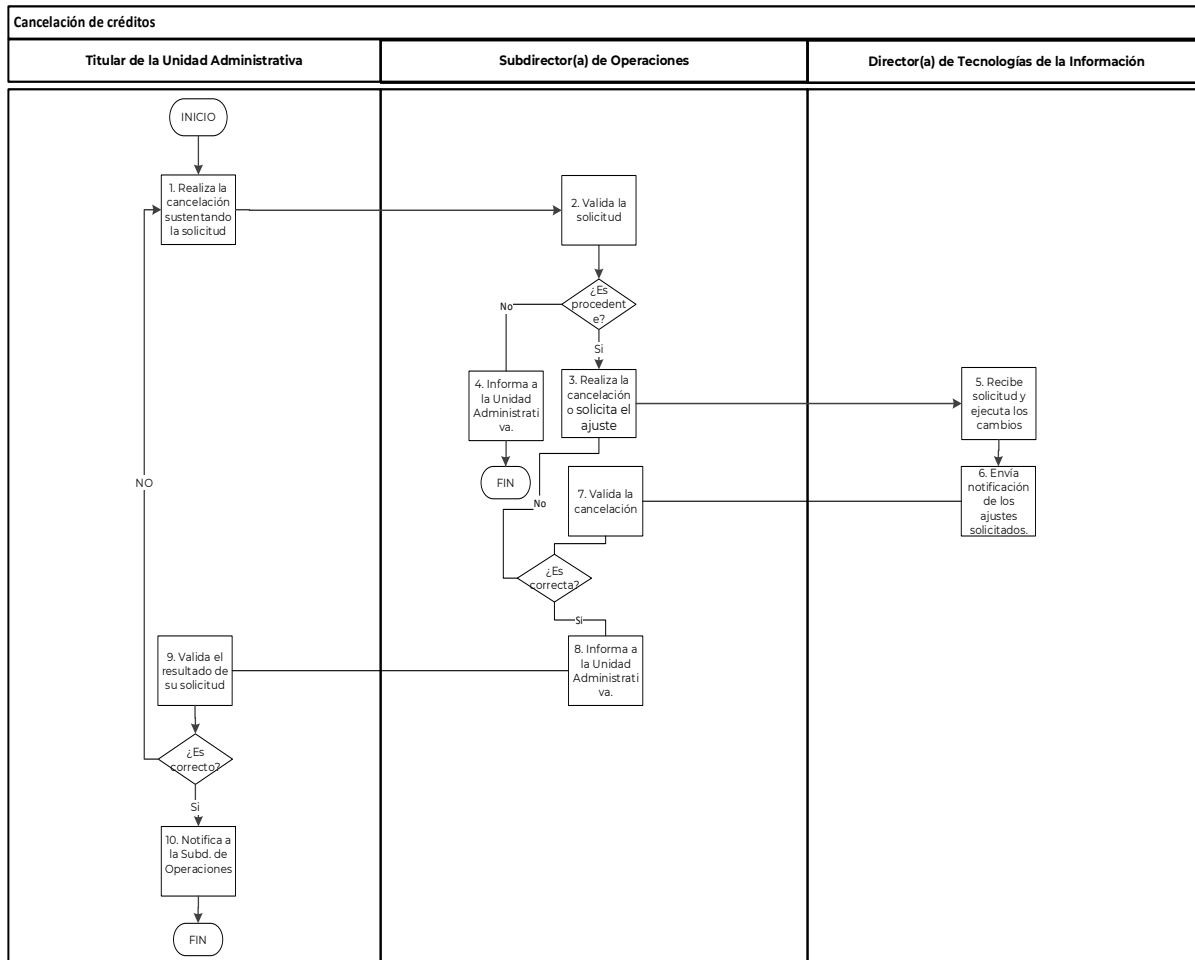 Cancelación de créditos
Titular de la Unidad Administrativa
Subdirector(a) de Operaciones
Director(a) de Tecnologías de la Información
INICIO
1. Realiza la
cancelación
sustentando
la solicitud
2. Valida la
solicitud
¿Es
procedent
e?
No
Si
4. Informa a
la Unidad
Administrati
va.
3. Realiza la
cancelación
o solicita el
ajuste
5. Recibe
solicitud y
ejecuta los
cambios
FIN
NO
No
7. Valida la
cancelación
6. Envía
notificación
de los
ajustes
solicitados.
¿Es
correcta?
Si
8. Informa a
la Unidad
Administrati
va.
9. Valida el
resultado de
su solicitud
¿Es
correcto?
Si
10. Notifica a
la Subd. de
Operaciones
FIN